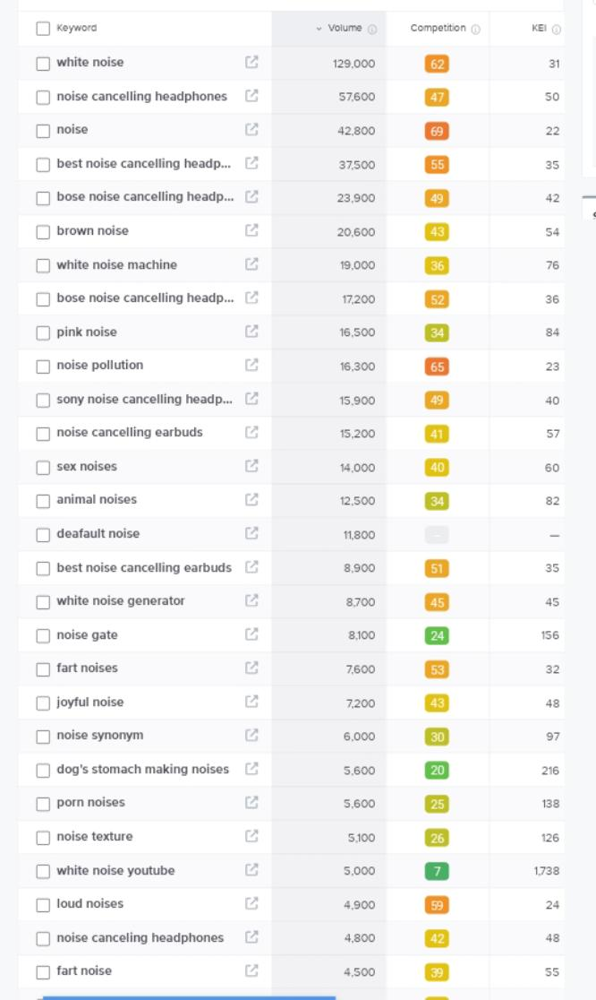 Keyword Volume Competition KEI
white noise 129,000 62 31
noise cancelling headphones 57,600 47 50
noise 42,800 69 22
best noise cancelling headp... 37,500 55 35
bose noise cancelling headp... 23,900 49 42
brown noise 20,600 43 54
white noise machine 19,000 36 76
bose noise cancelling headp... 17,200 52 36
pink noise 16,500 34 84
noise pollution 16,300 65 23
sony noise cancelling headp... 15,900 49 40
noise cancelling earbuds 15,200 41 57
sex noises 14,000 40 60
animal noises 12,500 34 82
deafault noise 11,800 – —
best noise cancelling earbuds 8,900 51 35
white noise generator 8,700 45 45
noise gate 8,100 24 156
fart noises 7,600 53 32
joyful noise 7,200 43 48
noise synonym 6,000 30 97
dog's stomach making noises 5,600 20 216
porn noises 5,600 25 138
noise texture 5,100 26 126
white noise youtube 5,000 7 1,738
loud noises 4,900 59 24
noise canceling headphones 4,800 42 48
fart noise 4,500 39 55